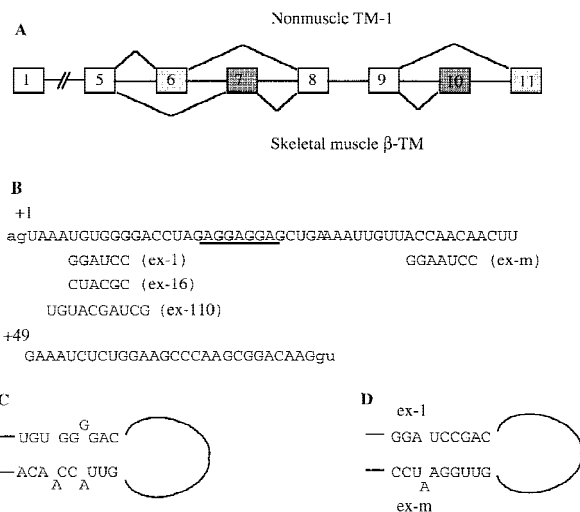 Nonmuscle TM-1
A
1 5 6 7 8 9 10 11
Skeletal muscle β-TM
B
+1
agUAAAUGUGGGGACCUAGAGGAGGAGCUGAAAAUUGUUACCAACAACUU
GGAUCC (ex-1) GGAAUCC (ex-m)
CUACGC (ex-16)
UGUACGAUCG (ex-110)
+49
GAAAUCUCUGGAAGCCCAAGCGGACAAGgu
C D
ex-1
G
UGU GG GAC GGA UCCGAC
ACA CC UUG CCU AGGUUG
A A A
ex-m